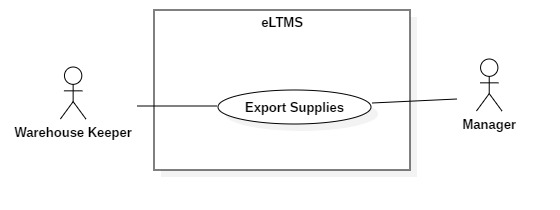 eLTMS
Export Supplies
Warehouse Keeper
Manager